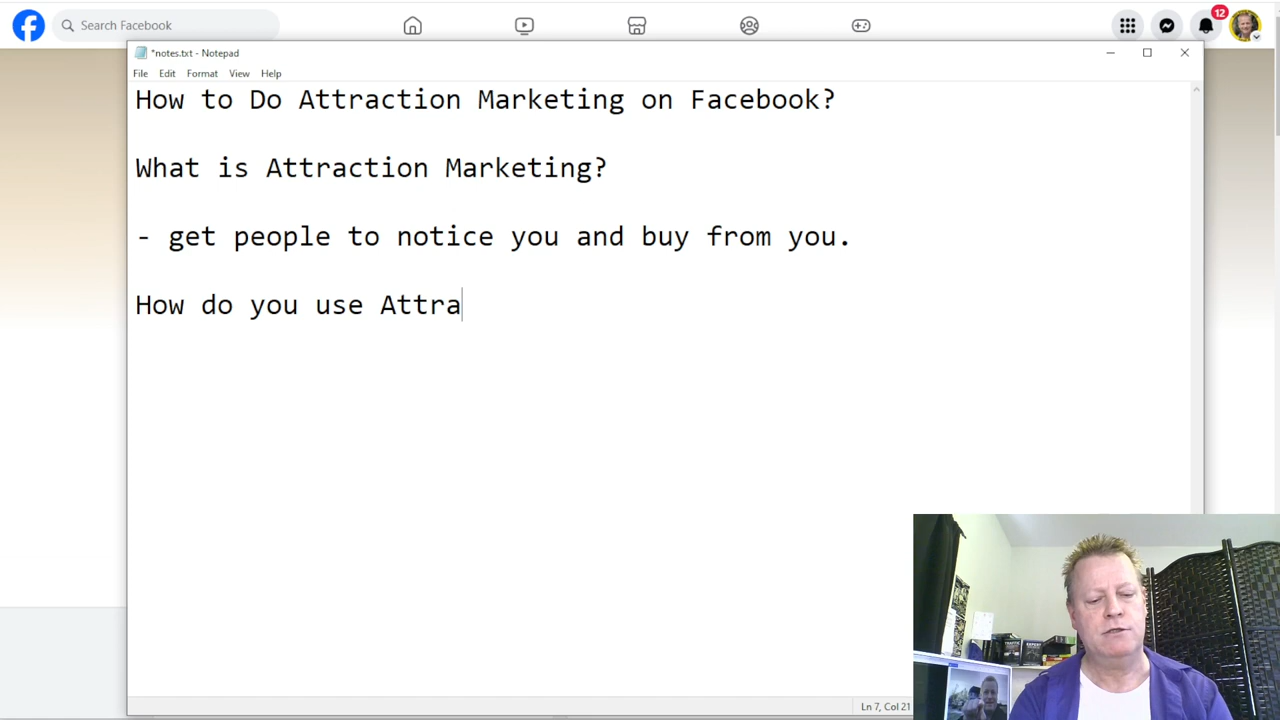 Search Facebook
12
*notes.txt - Notepad
File Edit Format View Help
How to Do Attraction Marketing on Facebook?
What is Attraction Marketing?
- get people to notice you and buy from you.
How do you use Attra
Ln 7, Col 21